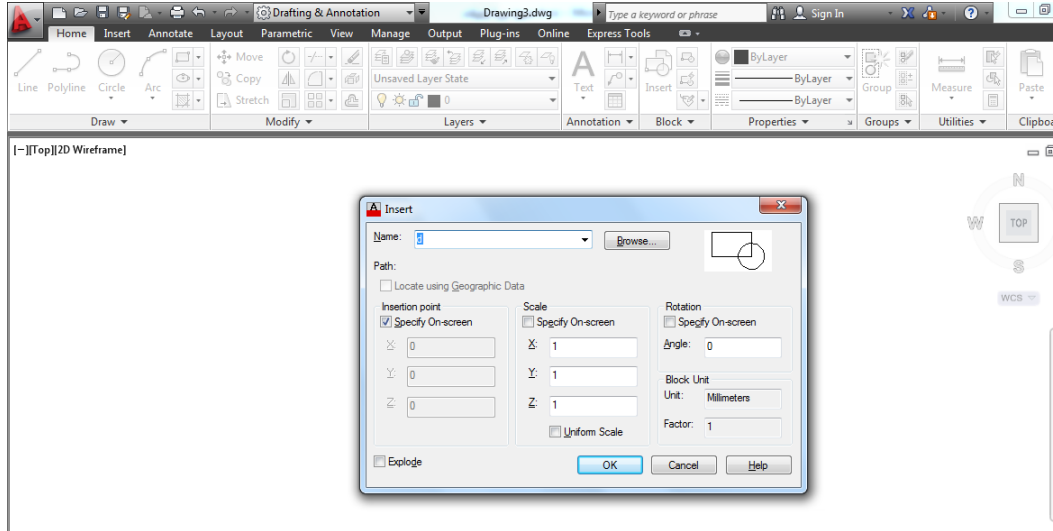 Drafting & Annotation Drawing3.dwg Type a keyword or phrase Sign In
Home Insert Annotate Layout Parametric View Manage Output Plug-ins Online Express Tools
Move Text Insert ByLayer Group Measure Paste
Line Polyline Circle Arc Copy Unsaved Layer State ByLayer
Stretch 0 ByLayer
Draw Modify Layers Annotation Block Properties Groups Utilities Clipboa
[−][Top][2D Wireframe]
N
W TOP
S
WCS
A Insert
Name: d Browse...
Path:
Locate using Geographic Data
Insertion point Scale Rotation
Specify On-screen Specify On-screen Specify On-screen
X: 0 X: 1 Angle: 0
Y: 0 Y: 1 Block Unit
Z: 0 Z: 1 Unit: Millimeters
Uniform Scale Factor: 1
Explode OK Cancel Help